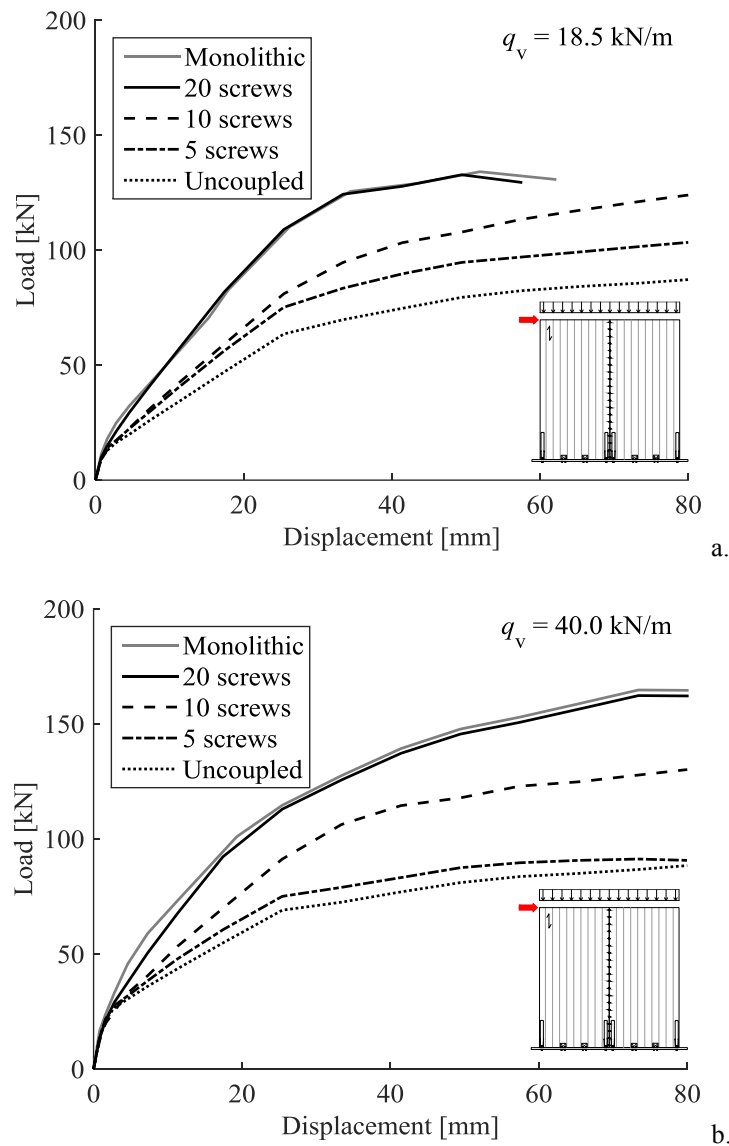 200
150
100
50
0
Load [kN]
Monolithic
20 screws
10 screws
5 screws
Uncoupled
qv = 18.5 kN/m
0 20 40 60 80
Displacement [mm]
a.
200
150
100
50
0
Load [kN]
Monolithic
20 screws
10 screws
5 screws
Uncoupled
qv = 40.0 kN/m
0 20 40 60 80
Displacement [mm]
b.